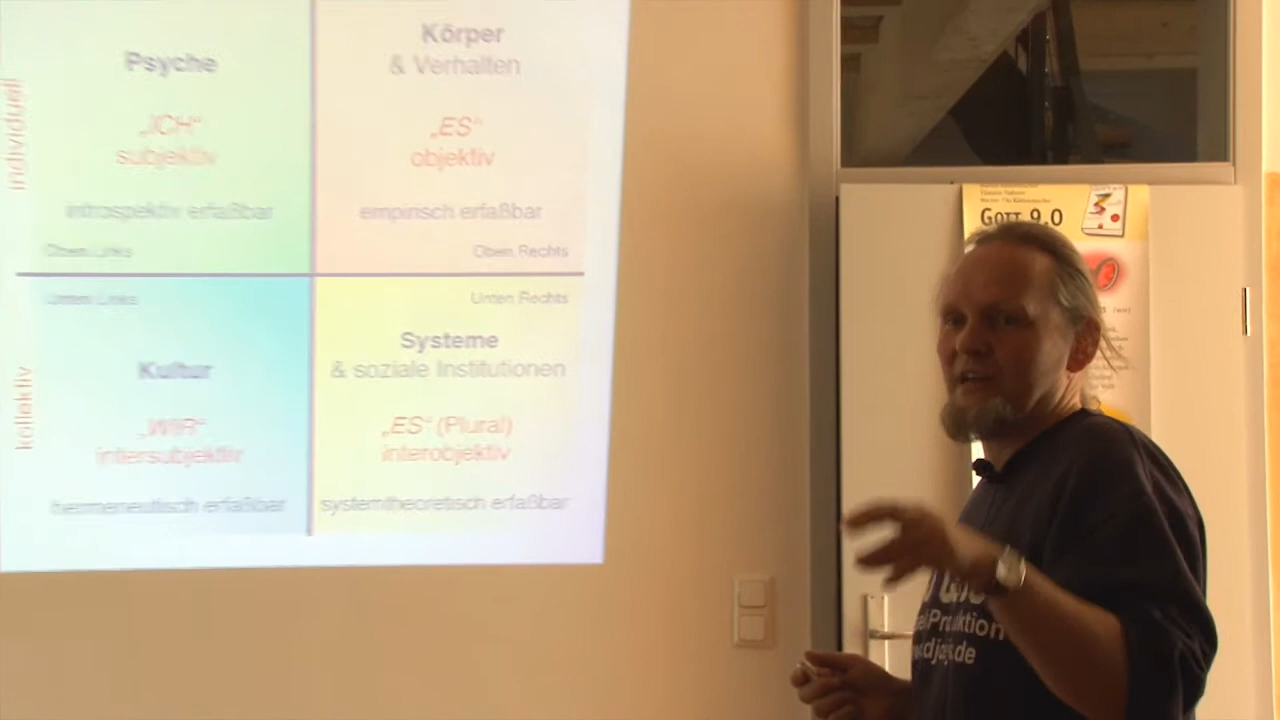 individuell
Psyche
„ICH“
subjektiv
introspektiv erfaßbar
Oben Links
Körper
& Verhalten
„ES“
objektiv
empirisch erfaßbar
Oben Rechts
kollektiv
Unten Links
Kultur
„WIR“
intersubjektiv
hermeneutisch erfaßbar
Unten Rechts
Systeme
& soziale Institutionen
„ES“ (Plural)
interobjektiv
systemtheoretisch erfaßbar
GOTT 9.0